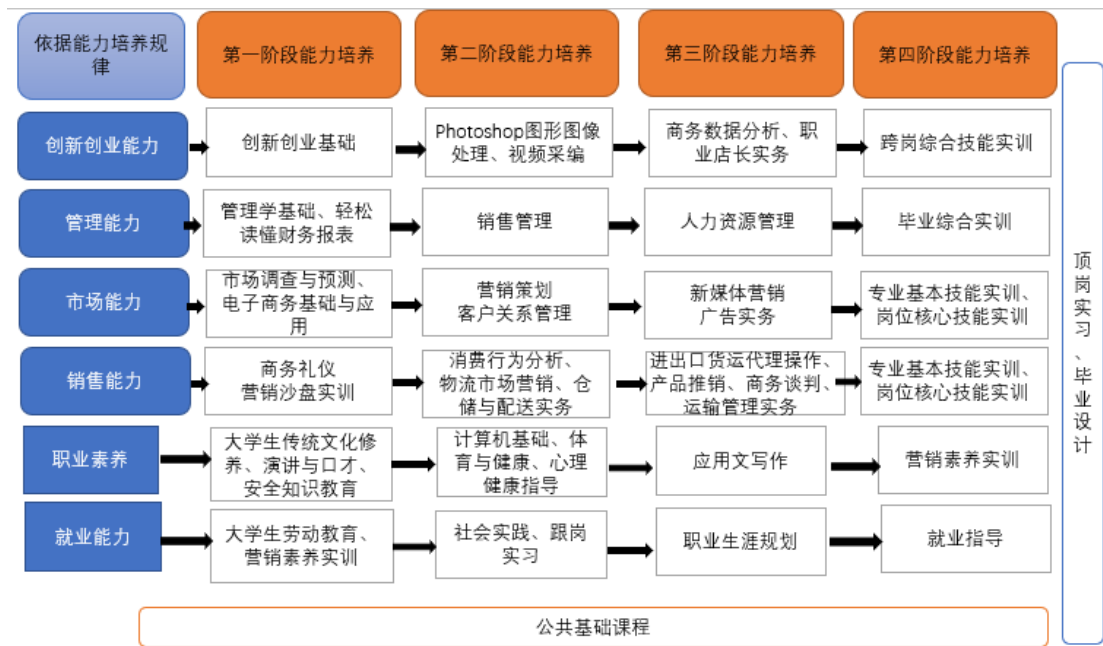 依据能力培养规
律
第一阶段能力培养
第二阶段能力培养
第三阶段能力培养
第四阶段能力培养
创新创业能力
创新创业基础
Photoshop图形图像
处理、视频采编
商务数据分析、职
业店长实务
跨岗综合技能实训
管理能力
管理学基础、轻松
读懂财务报表
销售管理
人力资源管理
毕业综合实训
市场能力
市场调查与预测、
电子商务基础与应
用
营销策划
客户关系管理
新媒体营销
广告实务
专业基本技能实训、
岗位核心技能实训
销售能力
商务礼仪
营销沙盘实训
消费行为分析、
物流市场营销、仓
储与配送实务
进出口货运代理操作、
产品推销、商务谈判、
运输管理实务
专业基本技能实训、
岗位核心技能实训
职业素养
大学生传统文化修
养、演讲与口才、
安全知识教育
计算机基础、体
育与健康、心理
健康指导
应用文写作
营销素养实训
就业能力
大学生劳动教育、
营销素养实训
社会实践、跟岗
实习
职业生涯规划
就业指导
顶岗实习、毕业设计
公共基础课程